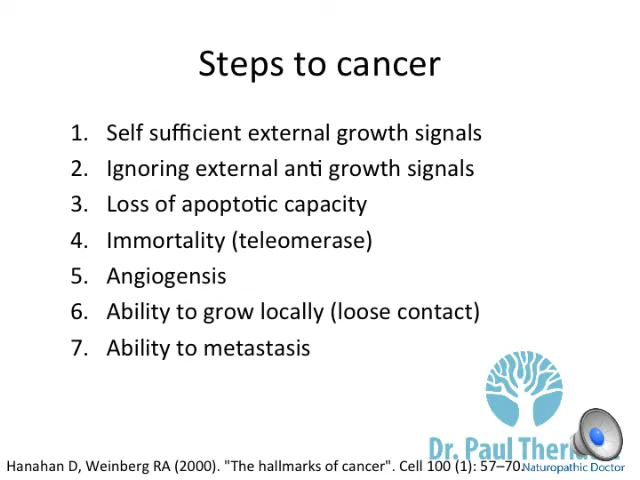 Steps to cancer
1. Self sufficient external growth signals
2. Ignoring external anti growth signals
3. Loss of apoptotic capacity
4. Immortality (teleomerase)
5. Angiogensis
6. Ability to grow locally (loose contact)
7. Ability to metastasis
Dr. Paul
Hanahan D, Weinberg RA (2000). "The hallmarks of cancer". Cell 100 (1): 57–70.
Naturopathic Doctor